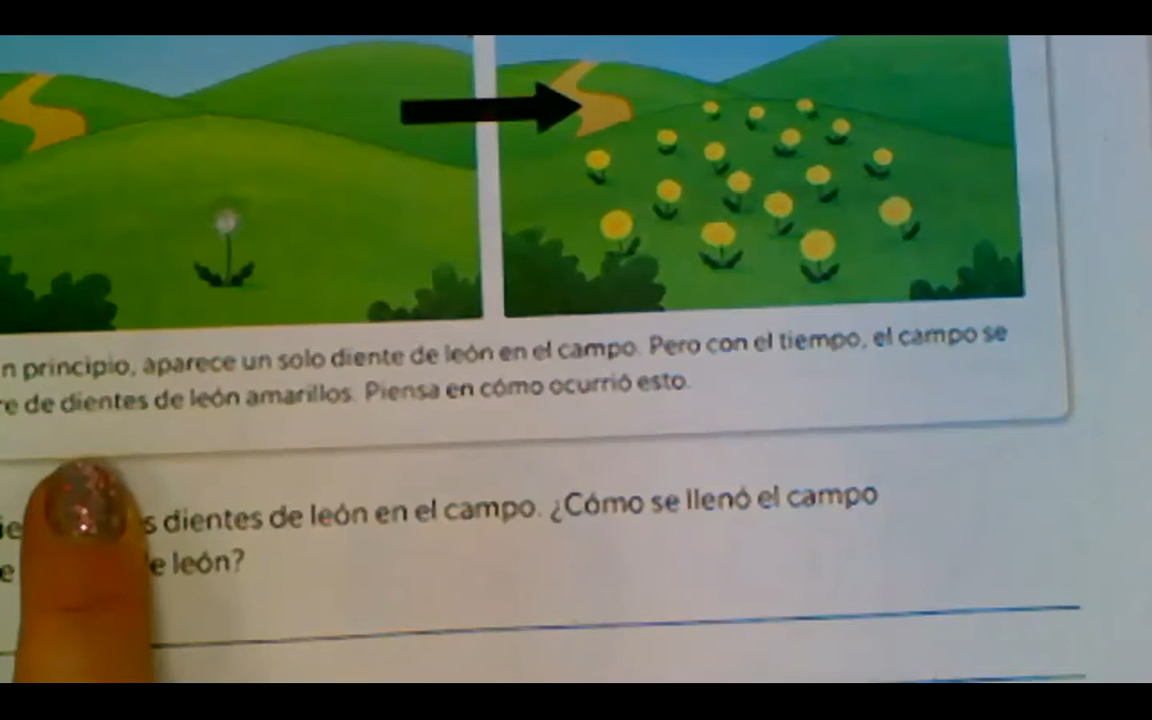 n principio, aparece un solo diente de león en el campo. Pero con el tiempo, el campo se
re de dientes de león amarillos. Piensa en cómo ocurrió esto.
s dientes de león en el campo. ¿Cómo se llenó el campo
e león?